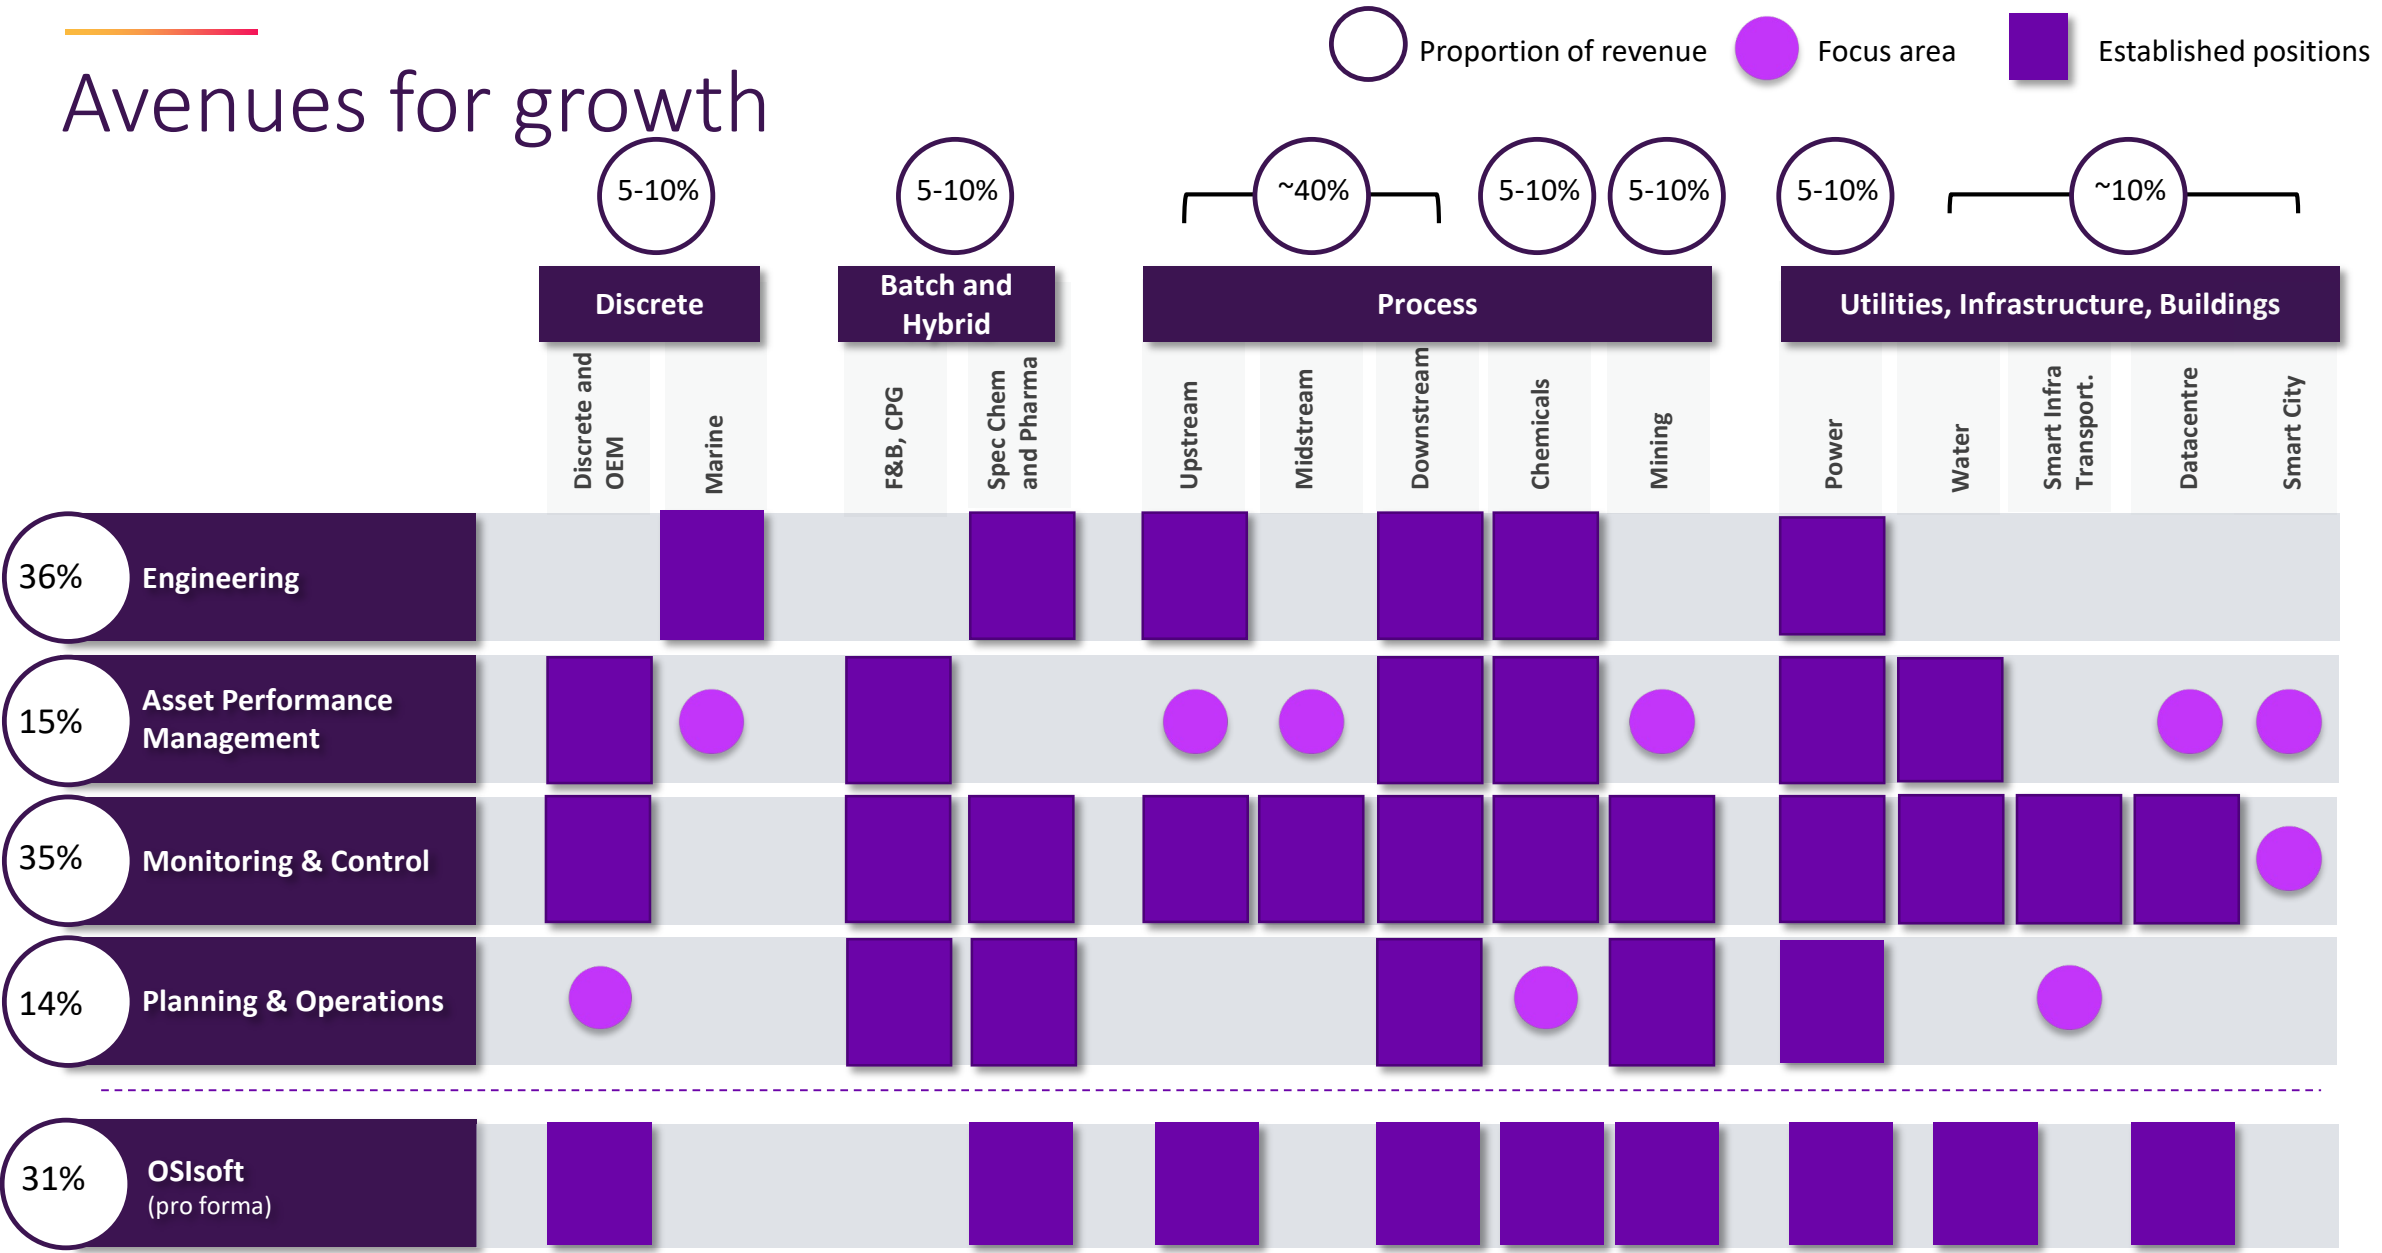 Proportion of revenue
Focus area
Established positions
Avenues for growth
5-10%
5-10%
~40%
5-10%
5-10%
5-10%
~10%
Discrete
Batch and
Hybrid
Process
Utilities, Infrastructure, Buildings
Discrete and
OEM
Marine
F&B, CPG
Spec Chem
and Pharma
Upstream
Midstream
Downstream
Chemicals
Mining
Power
Water
Smart Infra
Transport.
Datacentre
Smart City
36%
Engineering
15%
Asset Performance
Management
35%
Monitoring & Control
14%
Planning & Operations
31%
OSIsoft
(pro forma)